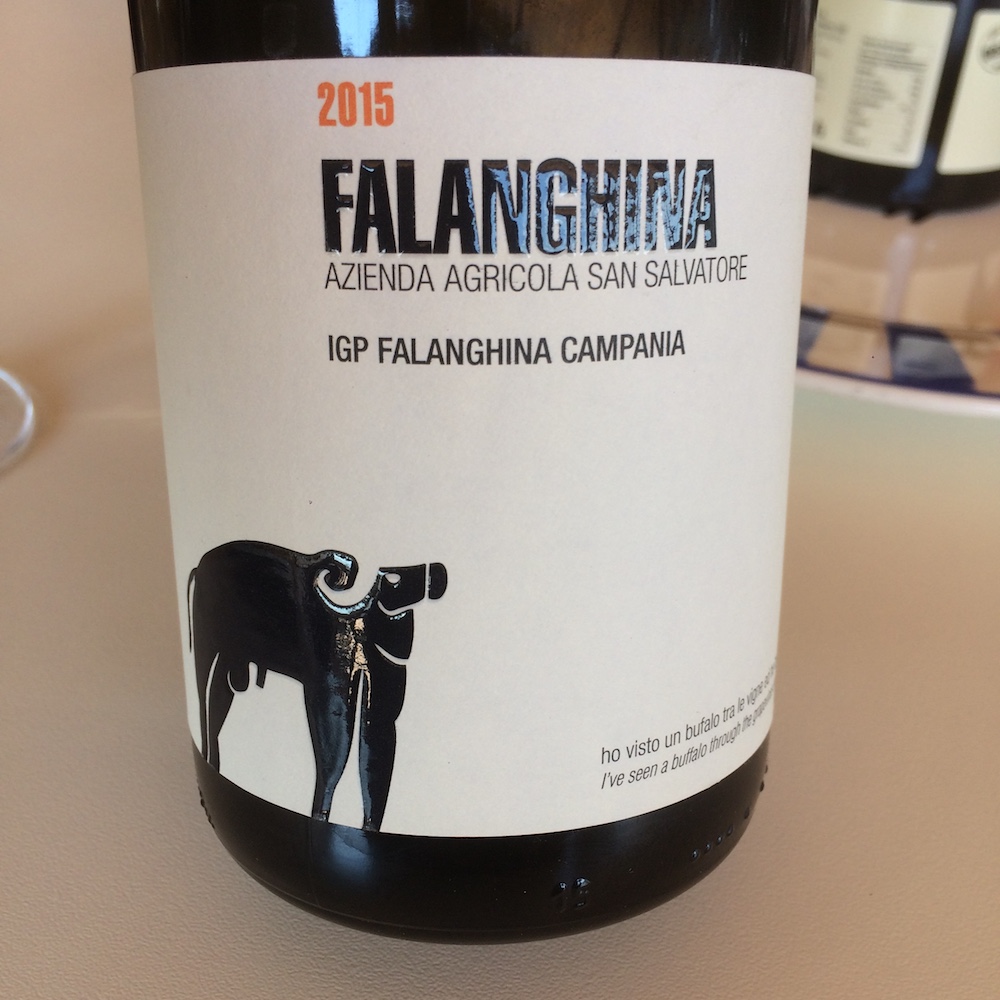 2015
FALANGHINA
AZIENDA AGRICOLA SAN SALVATORE
IGP FALANGHINA CAMPANIA
ho visto un bufalo tra le vigne
I've seen a buffalo through the